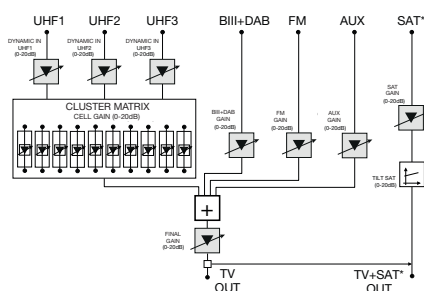 UHF1 UHF2 UHF3 BIII+DAB FM AUX SAT*
DYNAMIC IN UHF1 (0-20dB)
DYNAMIC IN UHF2 (0-20dB)
DYNAMIC IN UHF3 (0-20dB)
CLUSTER MATRIX
CELL GAIN (0-20dB)
BIII+DAB GAIN (0-20dB)
FM GAIN (0-20dB)
AUX GAIN (0-20dB)
SAT GAIN (0-20dB)
TILT SAT (0-20dB)
+
FINAL GAIN (0-20dB)
TV OUT
TV+SAT* OUT